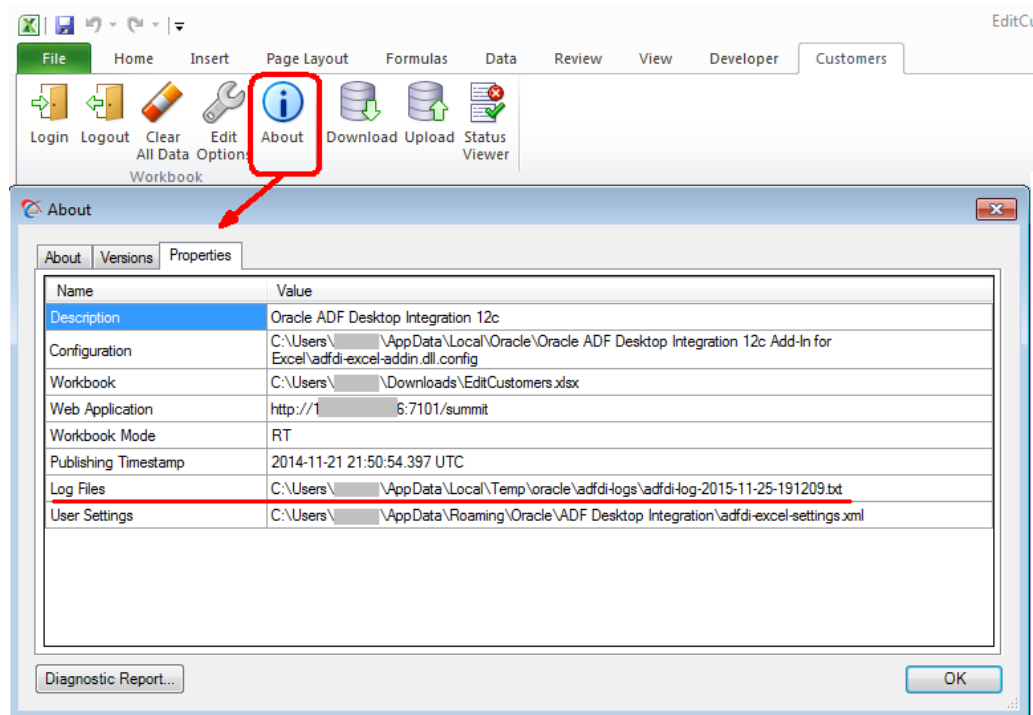 EditCu
File Home Insert Page Layout Formulas Data Review View Developer Customers
Login Logout Clear Edit About Download Upload Status
All Data Options Viewer
Workbook
About
About Versions Properties
Name Value
Description Oracle ADF Desktop Integration 12c
Configuration C:\Users\ \AppData\Local\Oracle\Oracle ADF Desktop Integration 12c Add-In for
Excel\adfdi-excel-addin.dll.config
Workbook C:\Users\ \Downloads\EditCustomers.xlsx
Web Application http://1 6:7101/summit
Workbook Mode RT
Publishing Timestamp 2014-11-21 21:50:54.397 UTC
Log Files C:\Users\ \AppData\Local\Temp\oracle\adfdi-logs\adfdi-log-2015-11-25-191209.txt
User Settings C:\Users\ \AppData\Roaming\Oracle\ADF Desktop Integration\adfdi-excel-settings.xml
Diagnostic Report... OK